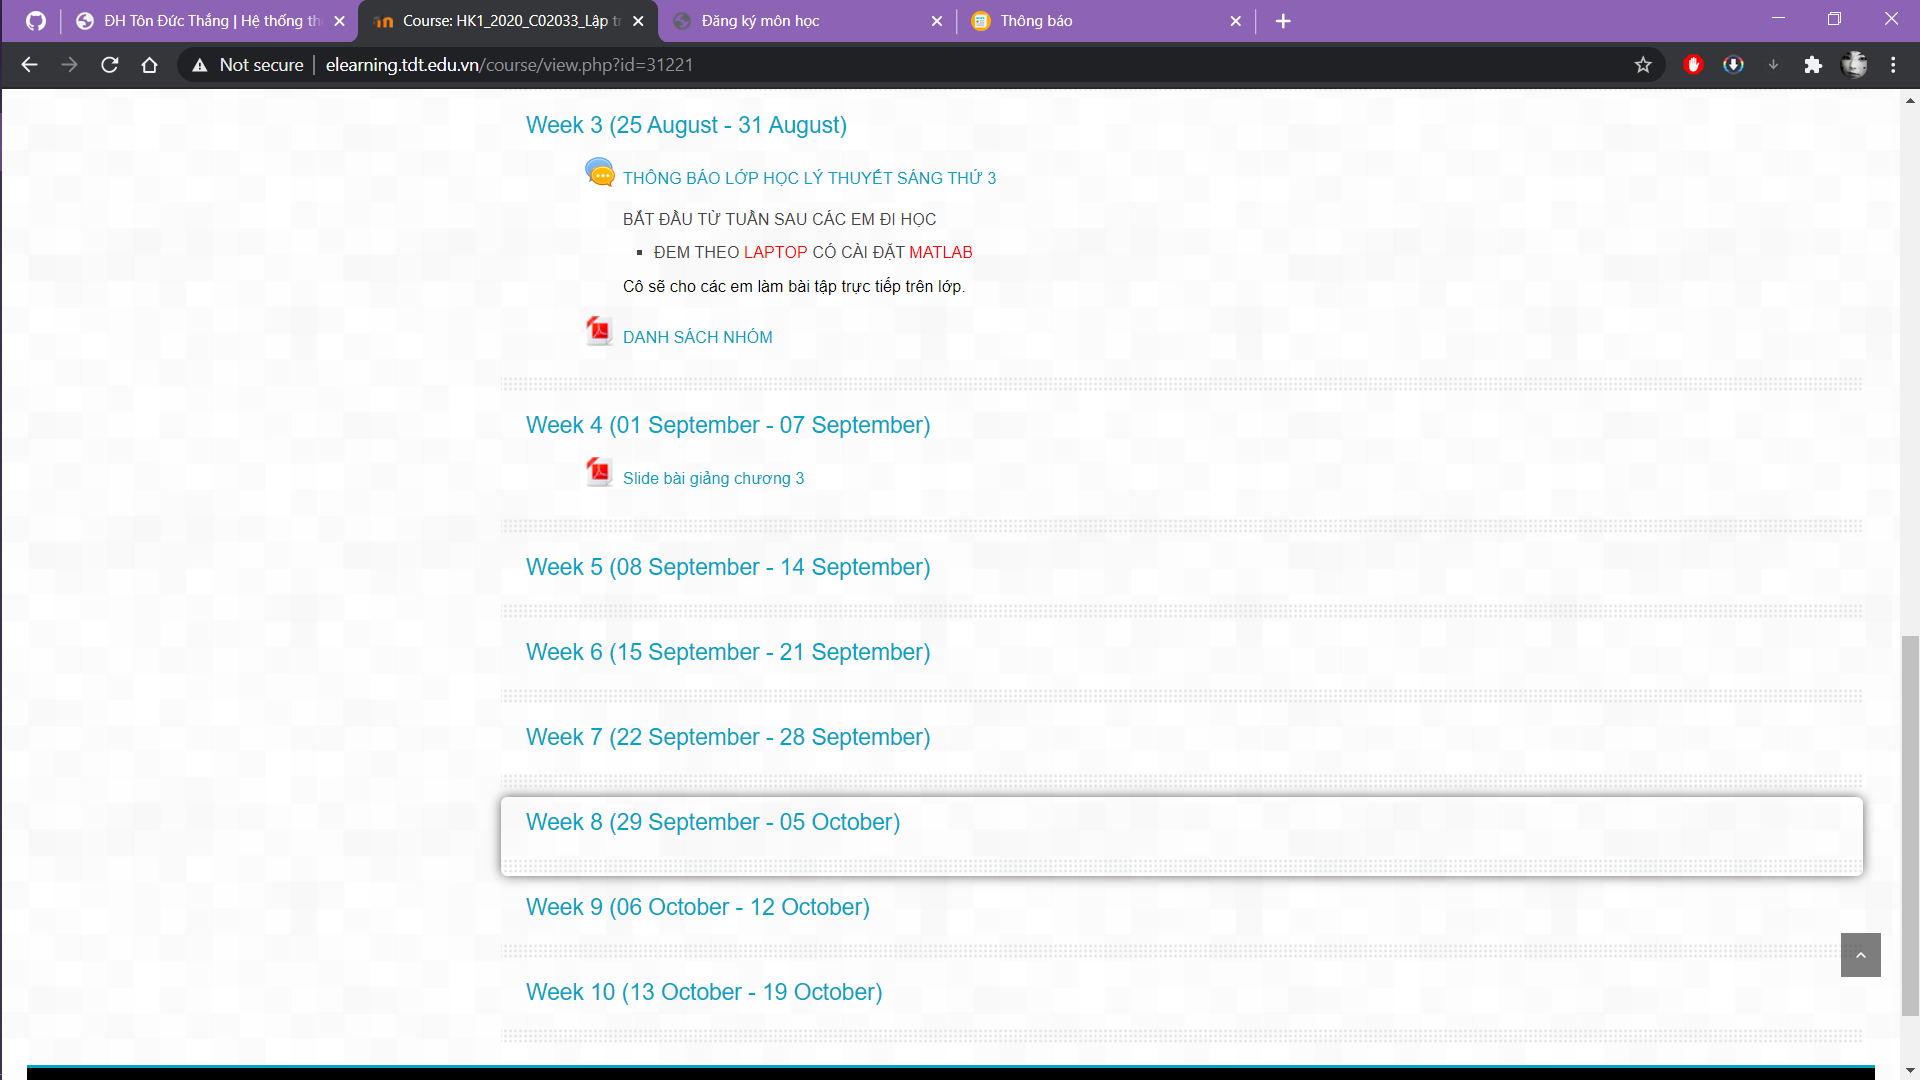 ĐH Tôn Đức Thắng | Hệ thống th
Course: HK1_2020_C02033_Lập tr
Đăng ký môn học
Thông báo
Not secure
elearning.tdt.edu.vn/course/view.php?id=31221
Week 3 (25 August - 31 August)
THÔNG BÁO LỚP HỌC LÝ THUYẾT SÁNG THỨ 3
BẮT ĐẦU TỪ TUẦN SAU CÁC EM ĐI HỌC
▪ ĐEM THEO LAPTOP CÓ CÀI ĐẶT MATLAB
Cô sẽ cho các em làm bài tập trực tiếp trên lớp.
DANH SÁCH NHÓM
Week 4 (01 September - 07 September)
Slide bài giảng chương 3
Week 5 (08 September - 14 September)
Week 6 (15 September - 21 September)
Week 7 (22 September - 28 September)
Week 8 (29 September - 05 October)
Week 9 (06 October - 12 October)
Week 10 (13 October - 19 October)